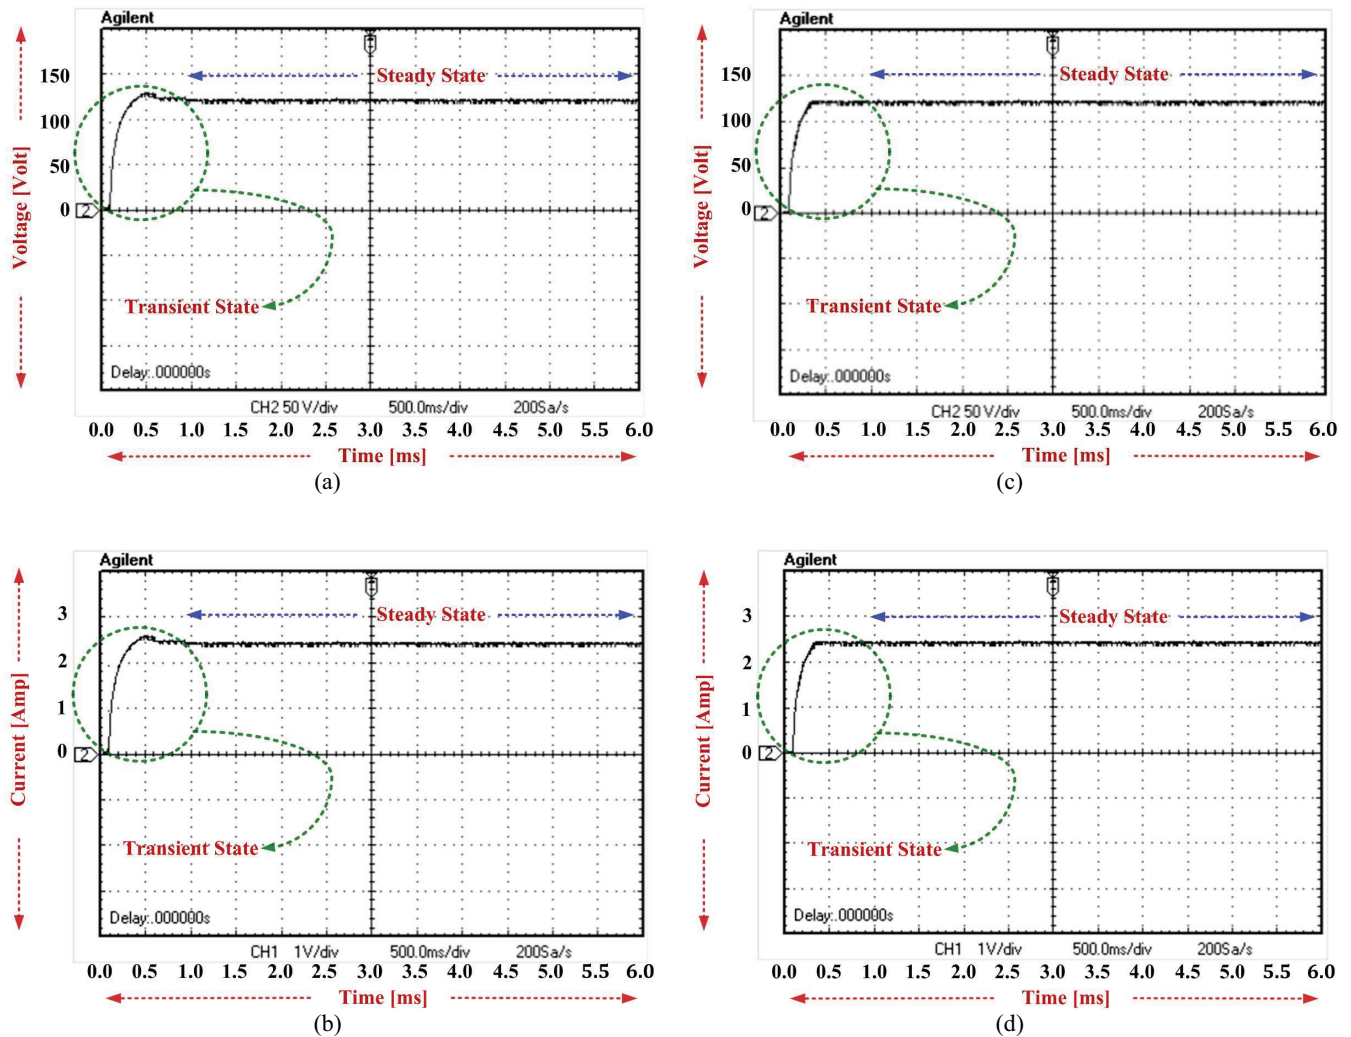 Agilent
Voltage [Volt]
150
100
50
0
2
Steady State
Transient State
Delay:.000000s
CH2 50 V/div 500.0ms/div 200Sa/s
0.0 0.5 1.0 1.5 2.0 2.5 3.0 3.5 4.0 4.5 5.0 5.5 6.0
Time [ms]
(a)
Agilent
Voltage [Volt]
150
100
50
0
2
Steady State
Transient State
Delay:.000000s
CH2 50 V/div 500.0ms/div 200Sa/s
0.0 0.5 1.0 1.5 2.0 2.5 3.0 3.5 4.0 4.5 5.0 5.5 6.0
Time [ms]
(c)
Agilent
Current [Amp]
3
2
1
0
2
Steady State
Transient State
Delay:.000000s
CH1 1V/div 500.0ms/div 200Sa/s
0.0 0.5 1.0 1.5 2.0 2.5 3.0 3.5 4.0 4.5 5.0 5.5 6.0
Time [ms]
(b)
Agilent
Current [Amp]
3
2
1
0
2
Steady State
Transient State
Delay:.000000s
CH1 1V/div 500.0ms/div 200Sa/s
0.0 0.5 1.0 1.5 2.0 2.5 3.0 3.5 4.0 4.5 5.0 5.5 6.0
Time [ms]
(d)